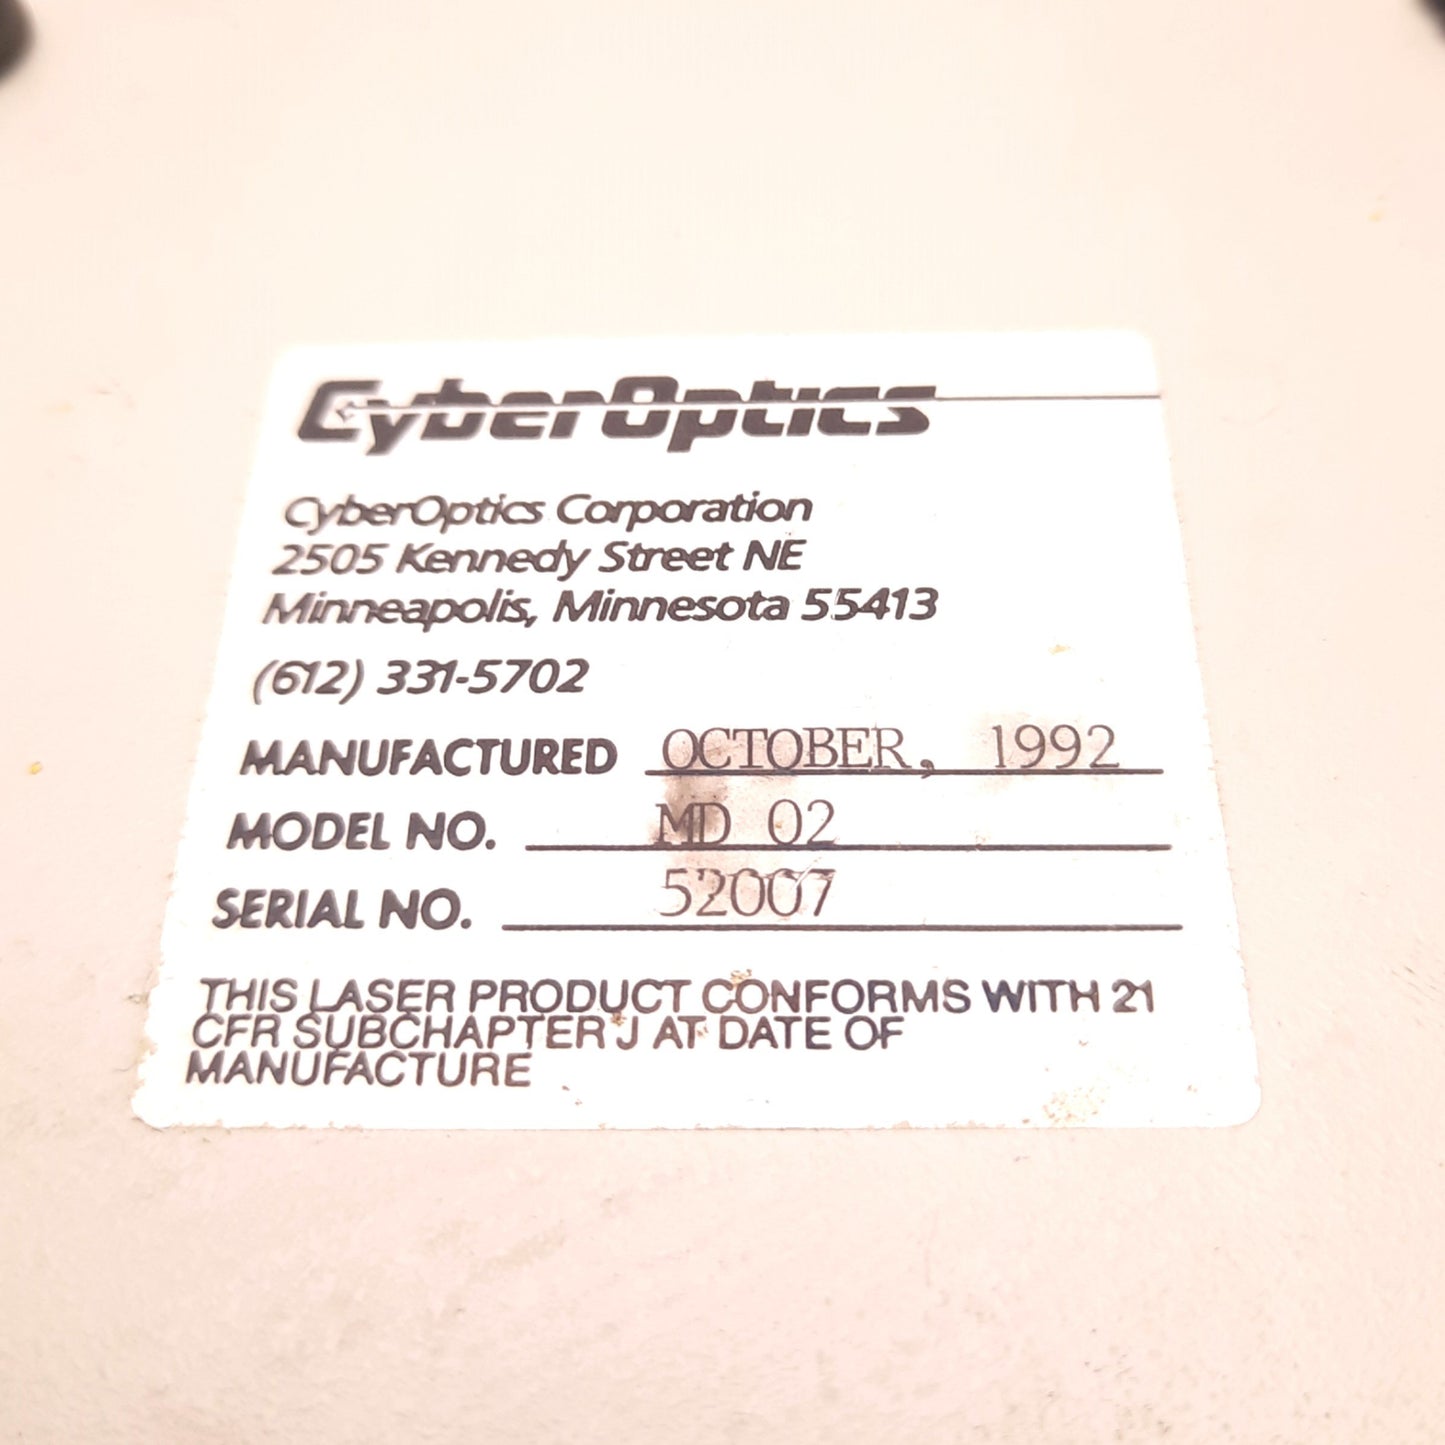 CyberOptics
CyberOptics Corporation
2505 Kennedy Street NE
Minneapolis, Minnesota 55413
(612) 331-5702
MANUFACTURED OCTOBER, 1992
MODEL NO. MD 02
SERIAL NO. 52007
THIS LASER PRODUCT CONFORMS WITH 21
CFR SUBCHAPTER J AT DATE OF
MANUFACTURE